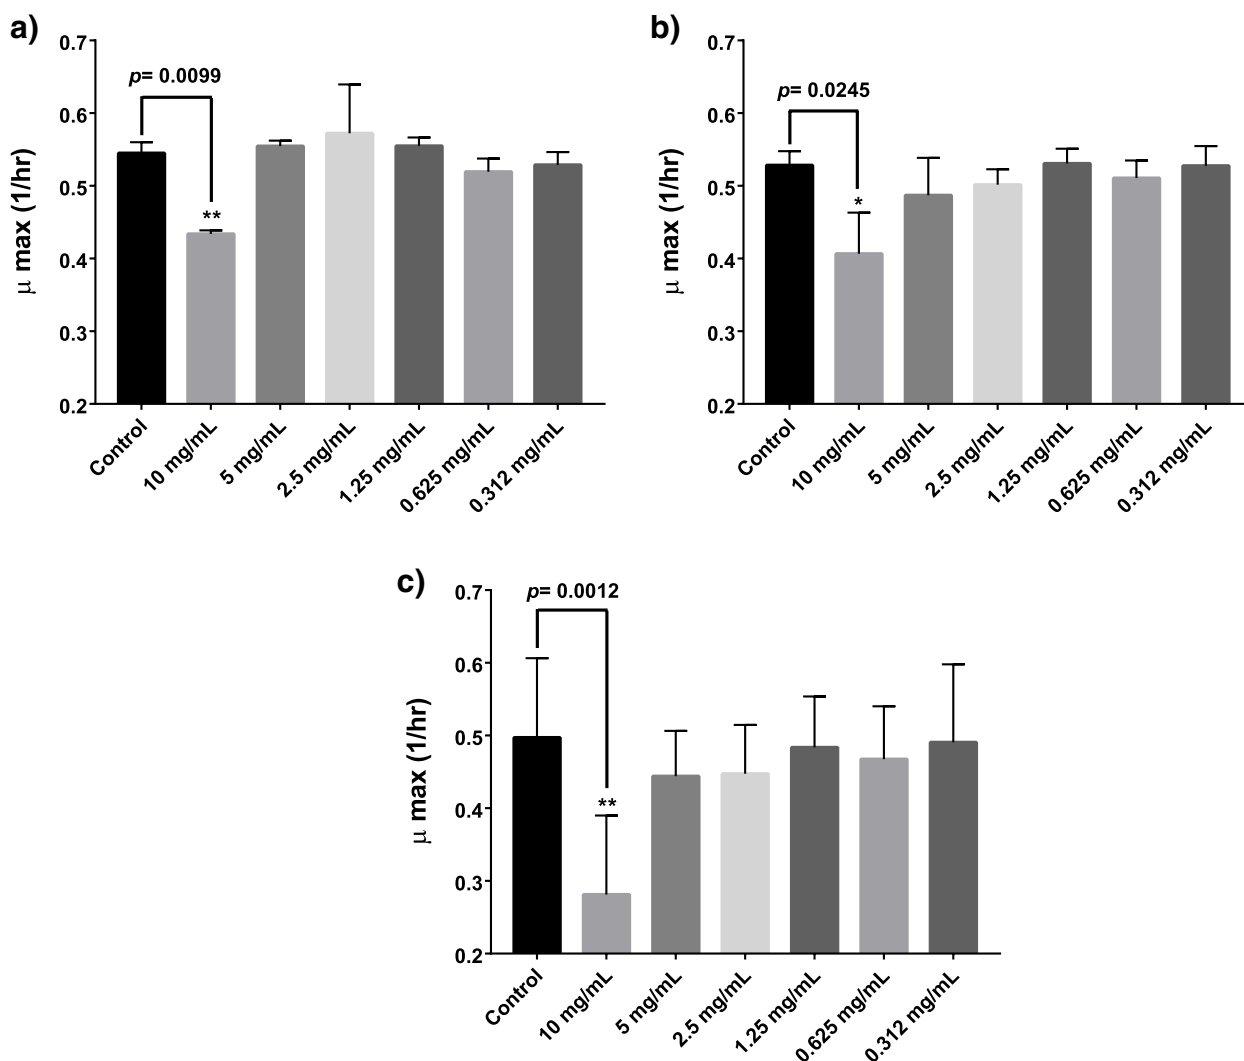 a)
μ max (1/hr)
0.7
0.6
0.5
0.4
0.3
0.2
p= 0.0099
**
Control
10 mg/mL
5 mg/mL
2.5 mg/mL
1.25 mg/mL
0.625 mg/mL
0.312 mg/mL
b)
μ max (1/hr)
0.7
0.6
0.5
0.4
0.3
0.2
p= 0.0245
*
Control
10 mg/mL
5 mg/mL
2.5 mg/mL
1.25 mg/mL
0.625 mg/mL
0.312 mg/mL
c)
μ max (1/hr)
0.7
0.6
0.5
0.4
0.3
0.2
p= 0.0012
**
Control
10 mg/mL
5 mg/mL
2.5 mg/mL
1.25 mg/mL
0.625 mg/mL
0.312 mg/mL